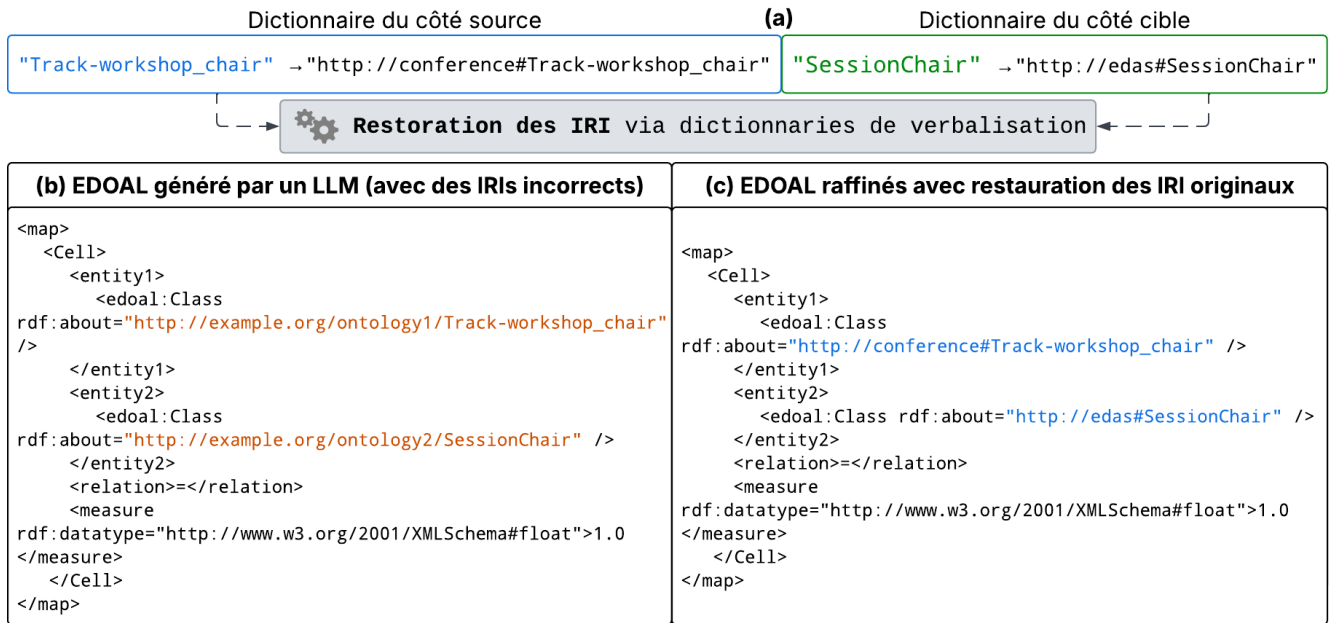 Dictionnaire du côté source
(a)
Dictionnaire du côté cible
"Track-workshop_chair" →"http://conference#Track-workshop_chair"
"SessionChair" →"http://edas#SessionChair"
Restoration des IRI via dictionnaries de verbalisation
(b) EDOAL généré par un LLM (avec des IRIs incorrects)
<map>
<Cell>
<entity1>
<edoal:Class
rdf:about="http://example.org/ontology1/Track-workshop_chair"
/>
</entity1>
<entity2>
<edoal:Class
rdf:about="http://example.org/ontology2/SessionChair" />
</entity2>
<relation>=</relation>
<measure
rdf:datatype="http://www.w3.org/2001/XMLSchema#float">1.0
</measure>
</Cell>
</map>
(c) EDOAL raffinés avec restauration des IRI originaux
<map>
<Cell>
<entity1>
<edoal:Class
rdf:about="http://conference#Track-workshop_chair" />
</entity1>
<entity2>
<edoal:Class rdf:about="http://edas#SessionChair" />
</entity2>
<relation>=</relation>
<measure
rdf:datatype="http://www.w3.org/2001/XMLSchema#float">1.0
</measure>
</Cell>
</map>